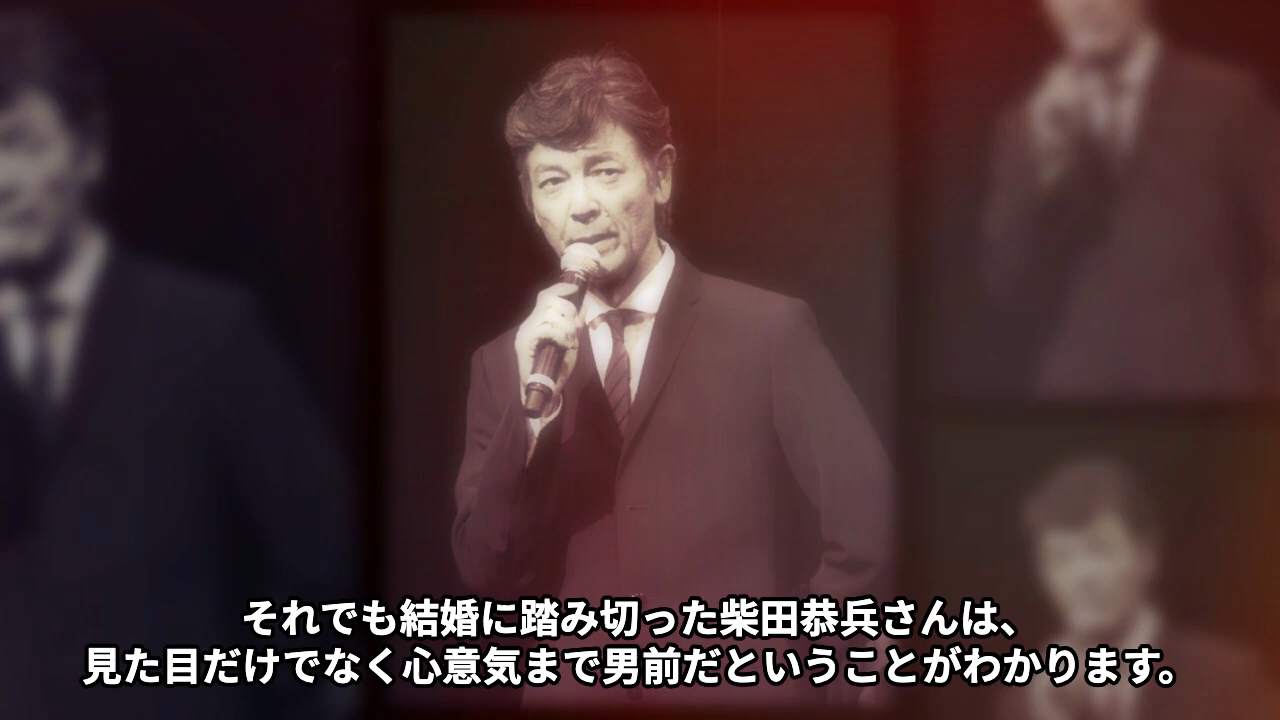 それでも結婚に踏み切った柴田恭兵さんは、
見た目だけでなく心意気まで男前だということがわかります。